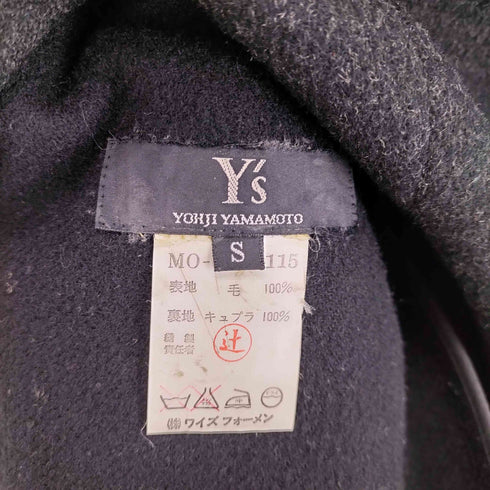 Y's
YOHJI YAMAMOTO
S
MO- 115
表地 毛 100%
裏地 キュプラ 100%
縫製
責任者
辻
(株)ワイズ フォーメン